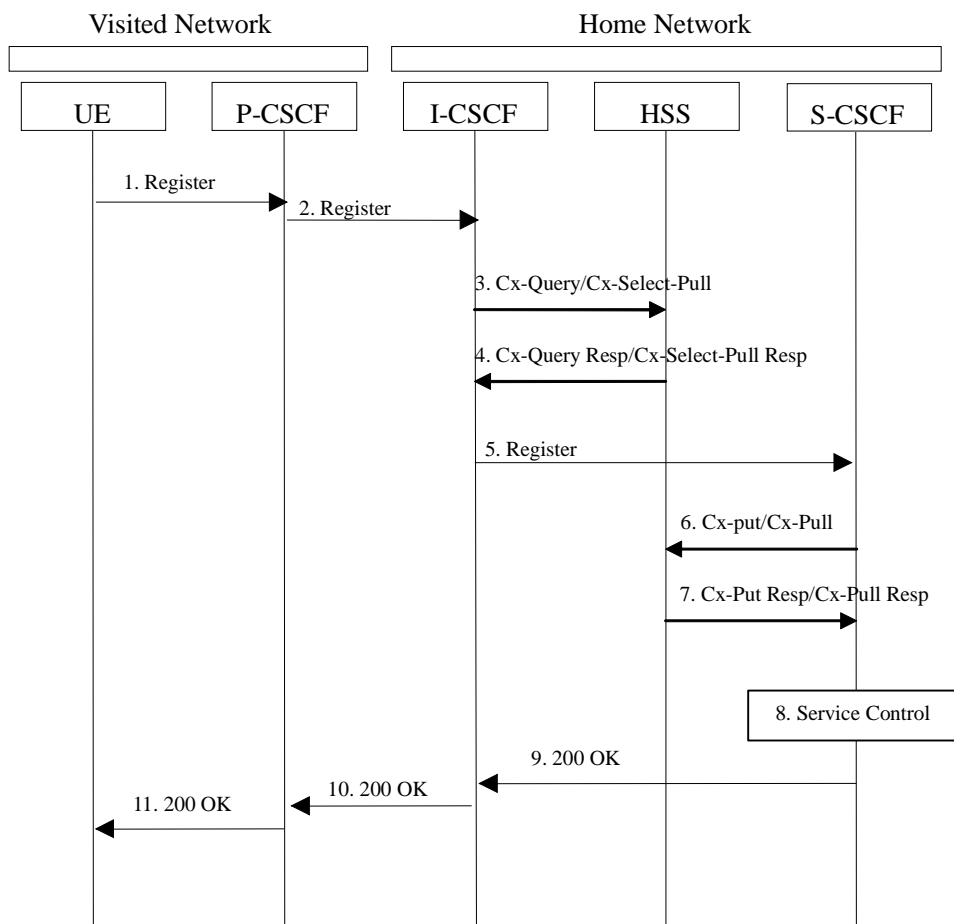 Visited Network
Home Network
UE
P-CSCF
I-CSCF
HSS
S-CSCF
1. Register
2. Register
3. Cx-Query/Cx-Select-Pull
4. Cx-Query Resp/Cx-Select-Pull Resp
5. Register
6. Cx-put/Cx-Pull
7. Cx-Put Resp/Cx-Pull Resp
8. Service Control
9. 200 OK
10. 200 OK
11. 200 OK